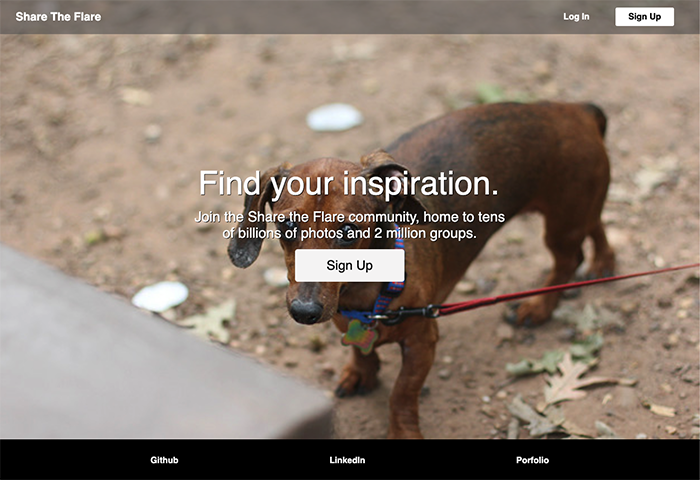 Share The Flare
Log In
Sign Up
Find your inspiration.
Join the Share the Flare community, home to tens
of billions of photos and 2 million groups.
Sign Up
Github
LinkedIn
Porfolio